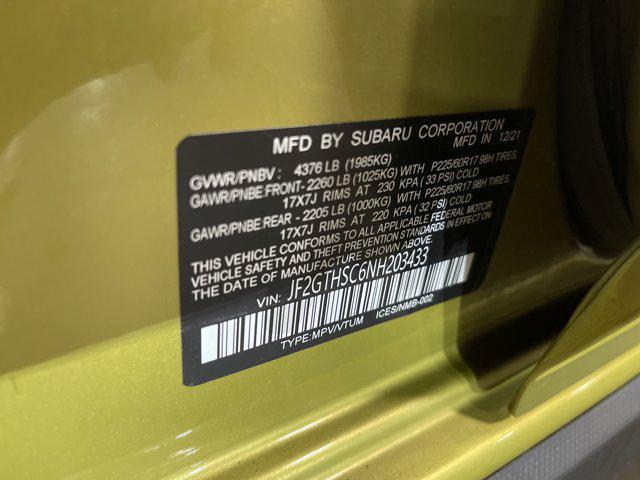 MFD BY SUBARU CORPORATION
MFD IN 12/21
GVWR/PNBV : 4376 LB (1985KG)
GAWR/PNBE:FRONT- 2260 LB (1025KG) WITH P225/60R17 98H TIRES,
17X7J RIMS AT 230 KPA ( 33 PSI) COLD
GAWR/PNBE:REAR - 2205 LB (1000KG) WITH P225/60R17 98H TIRES,
17X7J RIMS AT 220 KPA ( 32 PSI) COLD
THIS VEHICLE CONFORMS TO ALL APPLICABLE FEDERAL MOTOR
VEHICLE SAFETY AND THEFT PREVENTION STANDARDS IN EFFECT ON
THE DATE OF MANUFACTURE SHOWN ABOVE.
VIN: JF2GTHSC6NH203433
TYPE:MPV/VTUM ICES/NMB-002